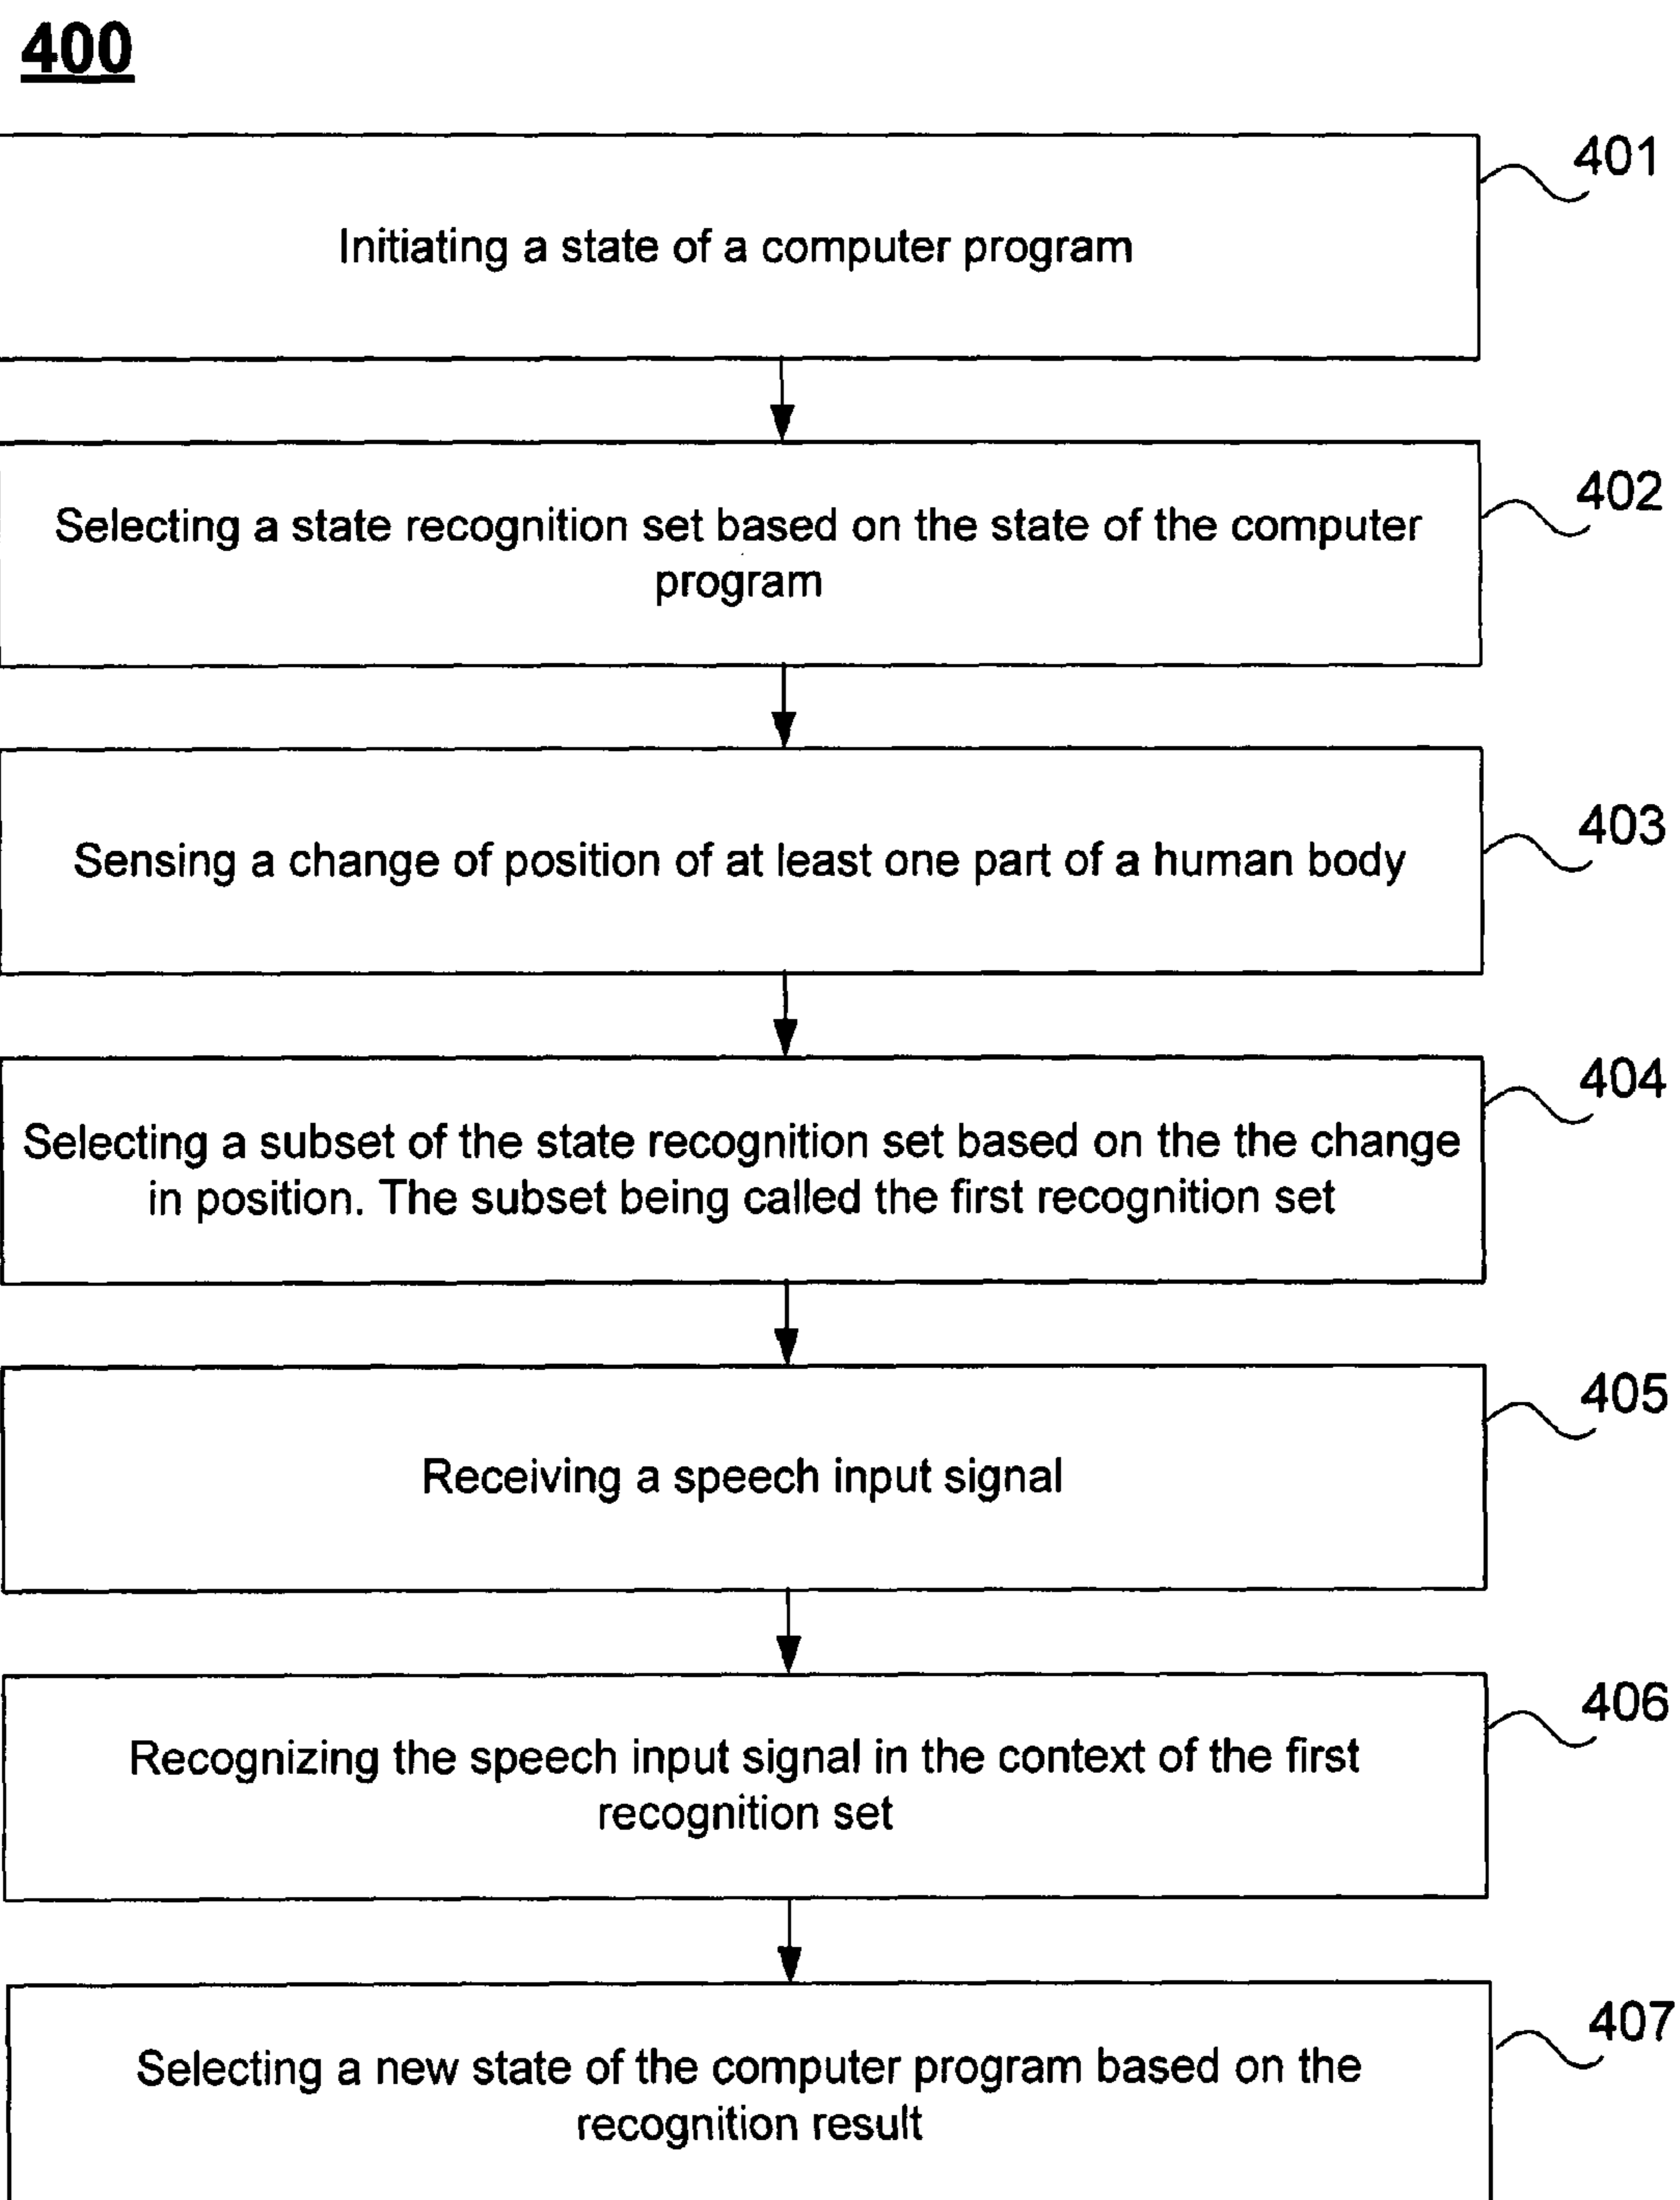 400
401
Initiating a state of a computer program
402
Selecting a state recognition set based on the state of the computer
program
403
Sensing a change of position of at least one part of a human body
404
Selecting a subset of the state recognition set based on the the change
in position. The subset being called the first recognition set
405
Receiving a speech input signal
406
Recognizing the speech input signal in the context of the first
recognition set
407
Selecting a new state of the computer program based on the
recognition result